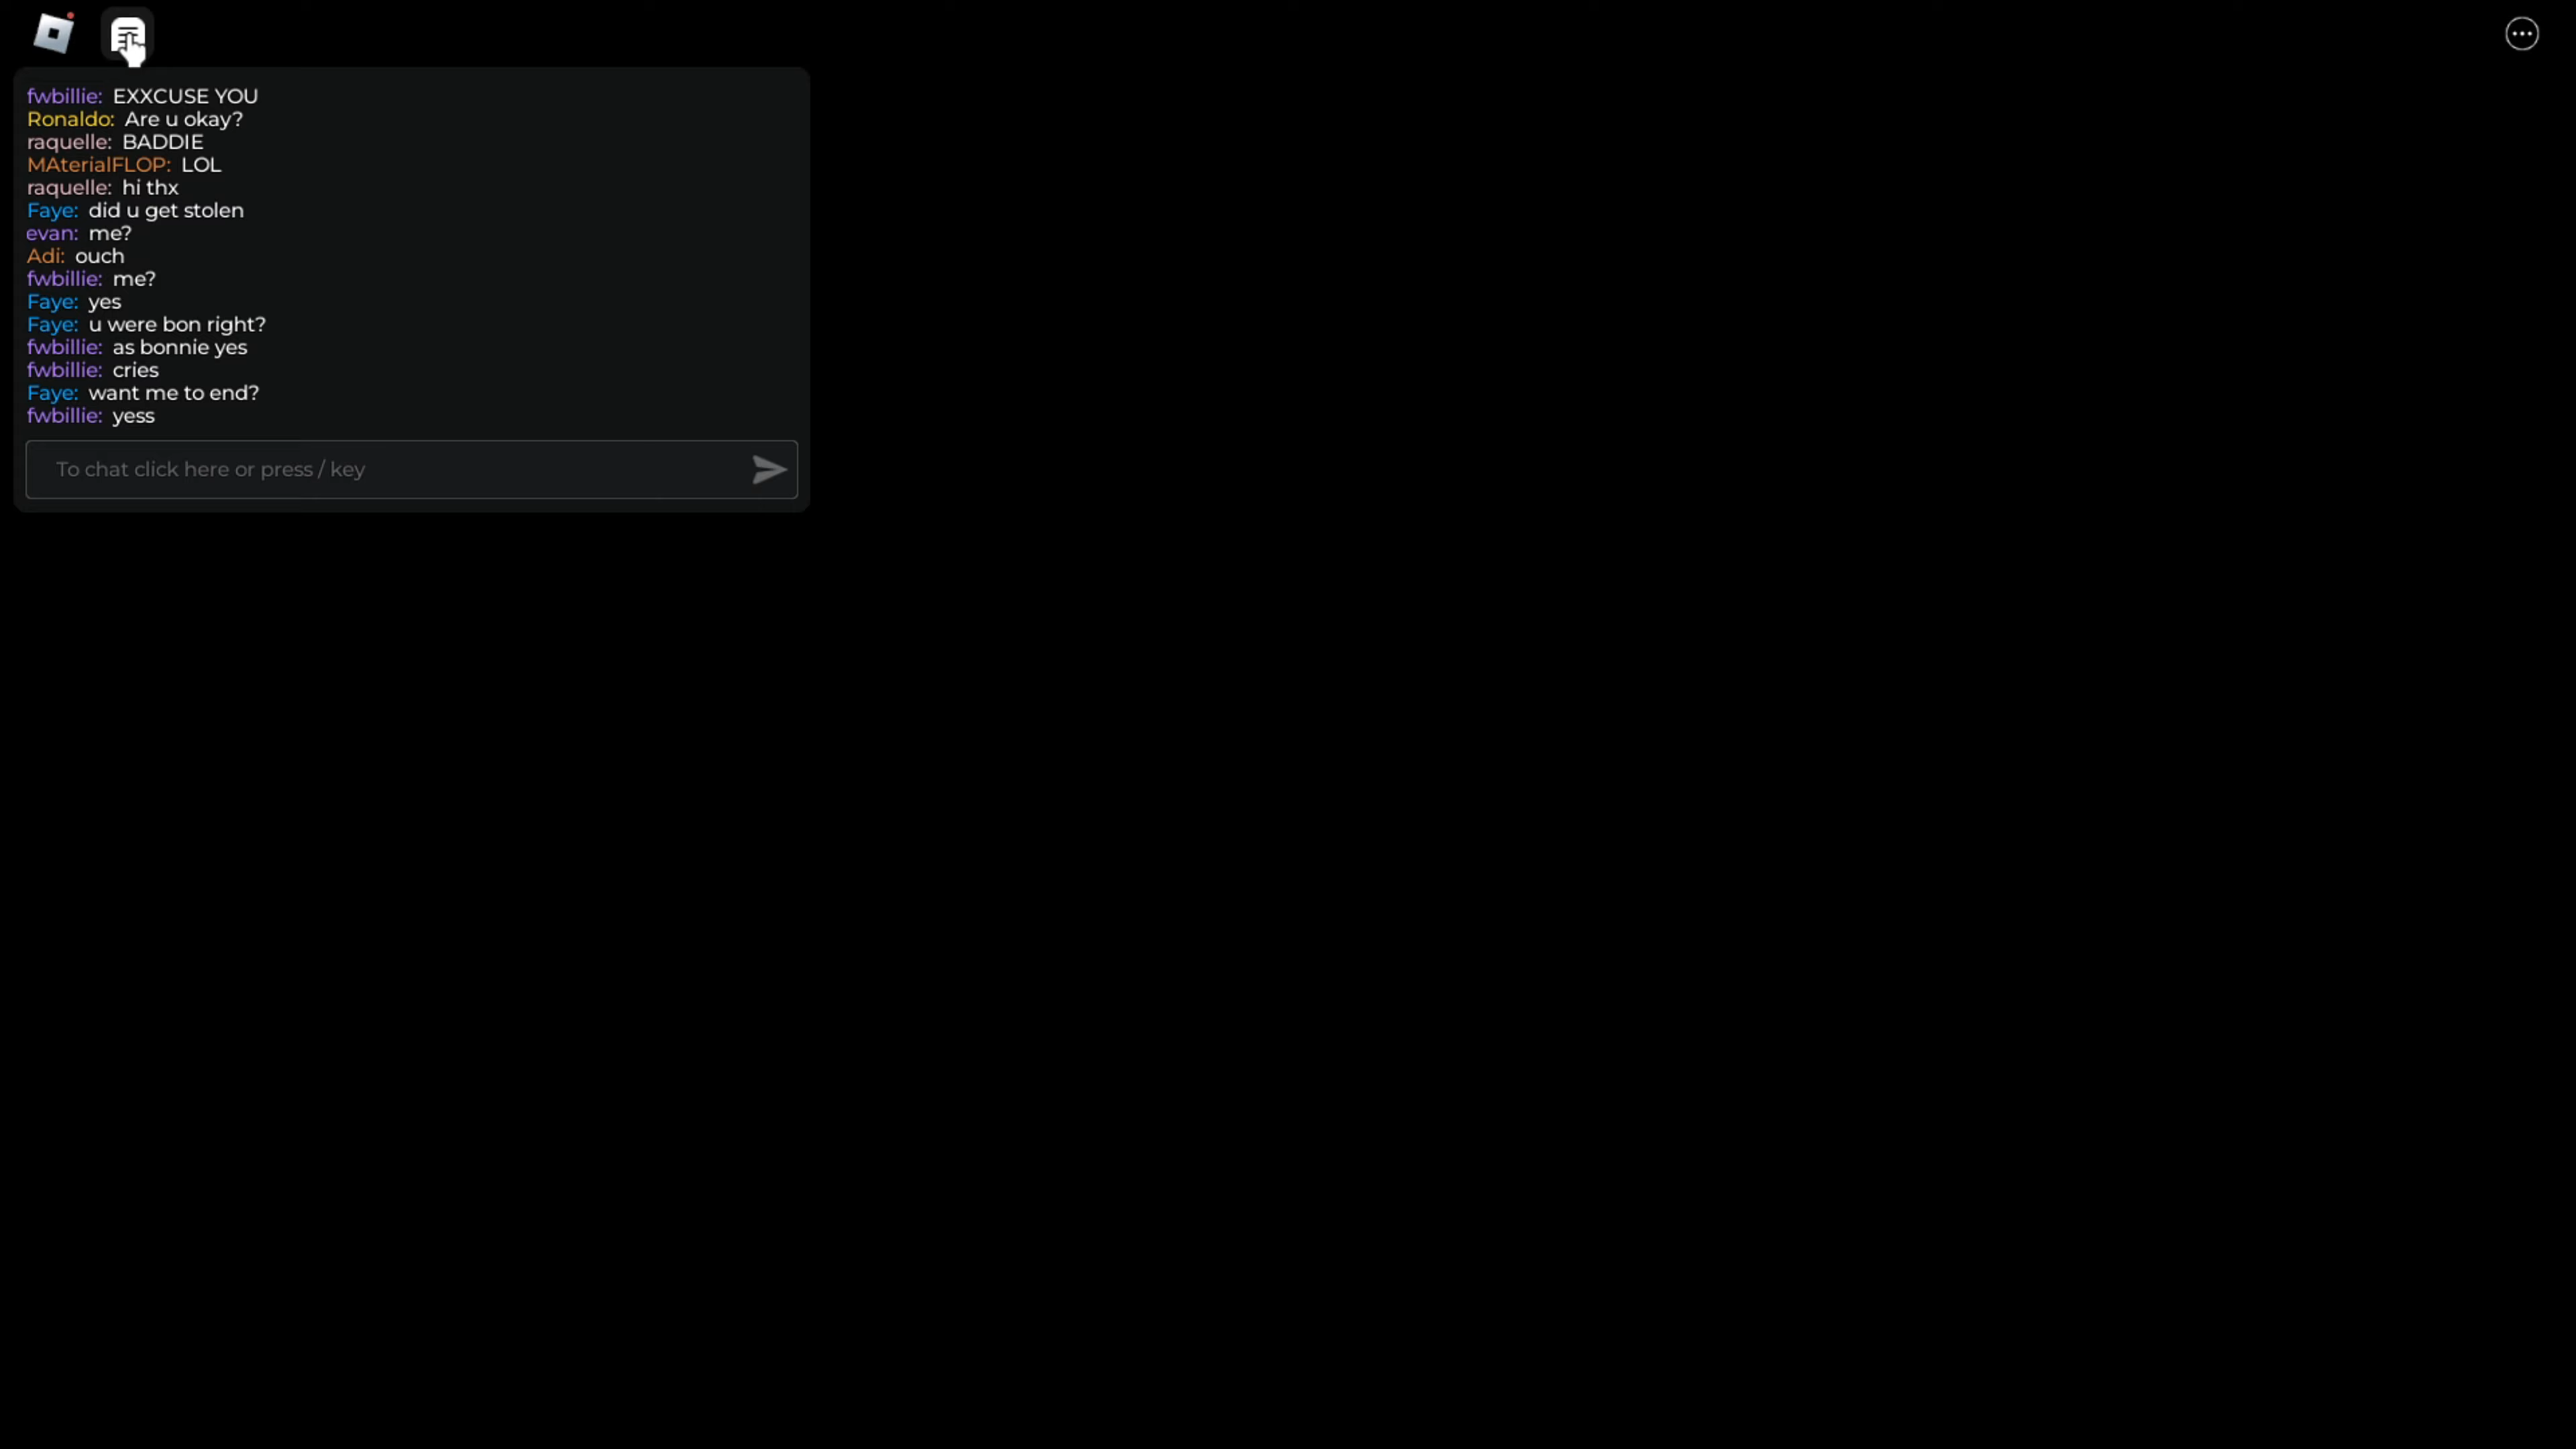 fwbillie: EXXCUSE YOU
Ronaldo: Are u okay?
raquelle: BADDIE
MAterialFLOP: LOL
raquelle: hi thx
Faye: did u get stolen
evan: me?
Adi: ouch
fwbillie: me?
Faye: yes
Faye: u were bon right?
fwbillie: as bonnie yes
fwbillie: cries
Faye: want me to end?
fwbillie: yess
To chat click here or press / key